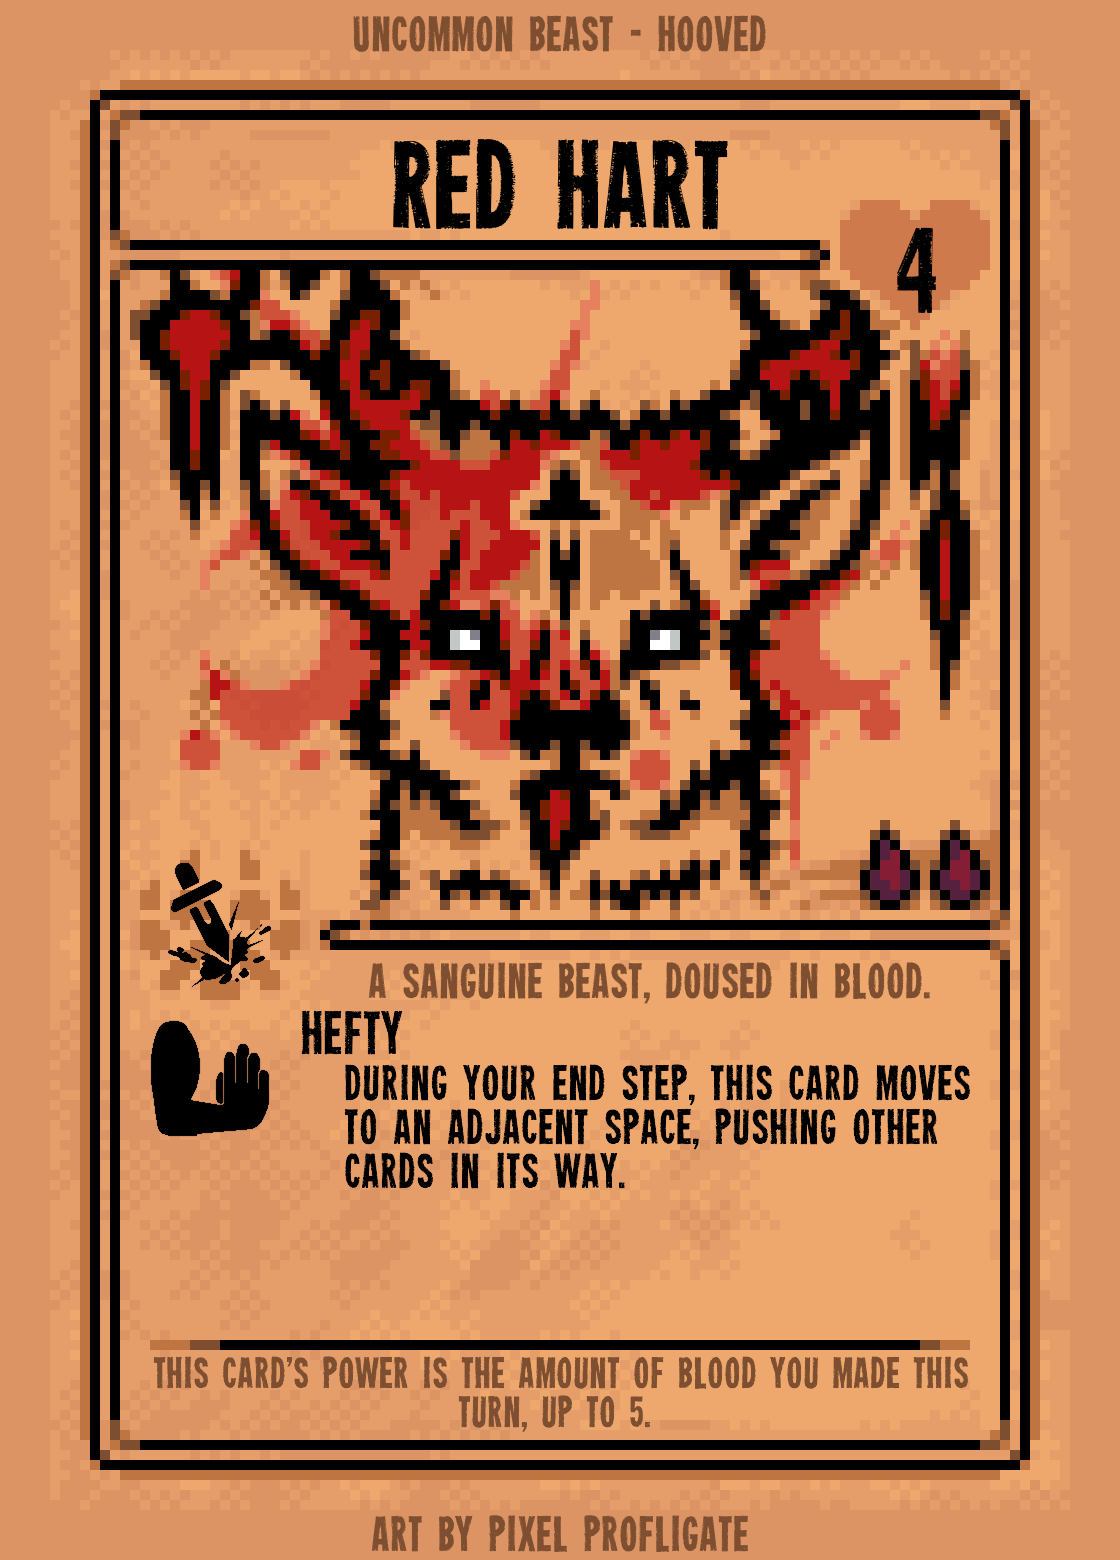 UNCOMMON BEAST - HOOVED
RED HART
4
A SANGUINE BEAST, DOUSED IN BLOOD.
HEFTY
DURING YOUR END STEP, THIS CARD MOVES
TO AN ADJACENT SPACE, PUSHING OTHER
CARDS IN ITS WAY.
THIS CARD'S POWER IS THE AMOUNT OF BLOOD YOU MADE THIS
TURN, UP TO 5.
ART BY PIXEL PROFLIGATE